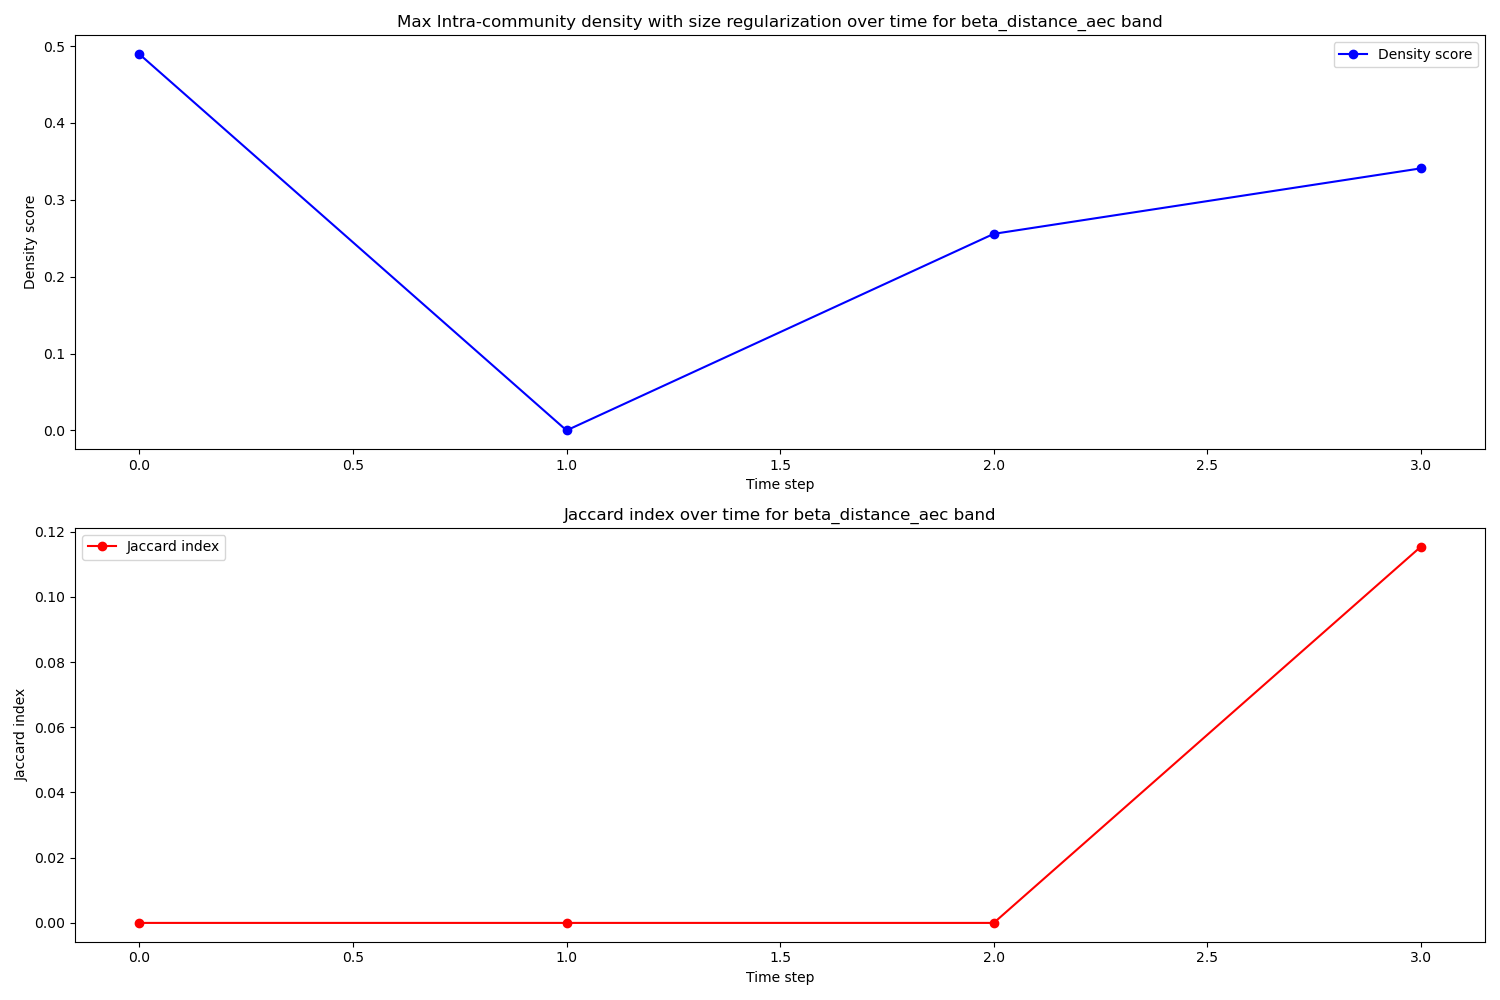 Max Intra-community density with size regularization over time for beta_distance_aec band
Density score
0.5
0.4
0.3
0.2
0.1
0.0
Density score
0.0 0.5 1.0 1.5 2.0 2.5 3.0
Time step
Jaccard index over time for beta_distance_aec band
Jaccard index
0.12
0.10
0.08
0.06
0.04
0.02
0.00
Jaccard index
0.0 0.5 1.0 1.5 2.0 2.5 3.0
Time step